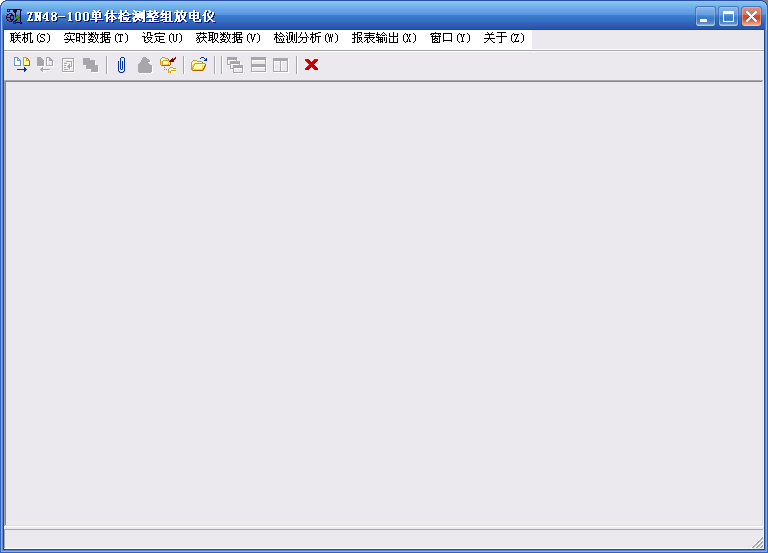 ZN48-100单体检测整组放电仪
联机(S) 实时数据(T) 设定(U) 获取数据(V) 检测分析(W) 报表输出(X) 窗口(Y) 关于(Z)